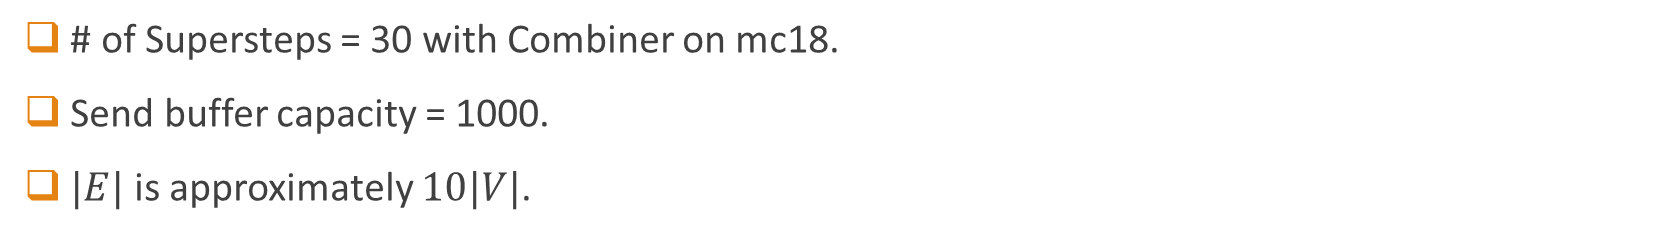 # of Supersteps = 30 with Combiner on mc18.
Send buffer capacity = 1000.
|E| is approximately 10|V|.